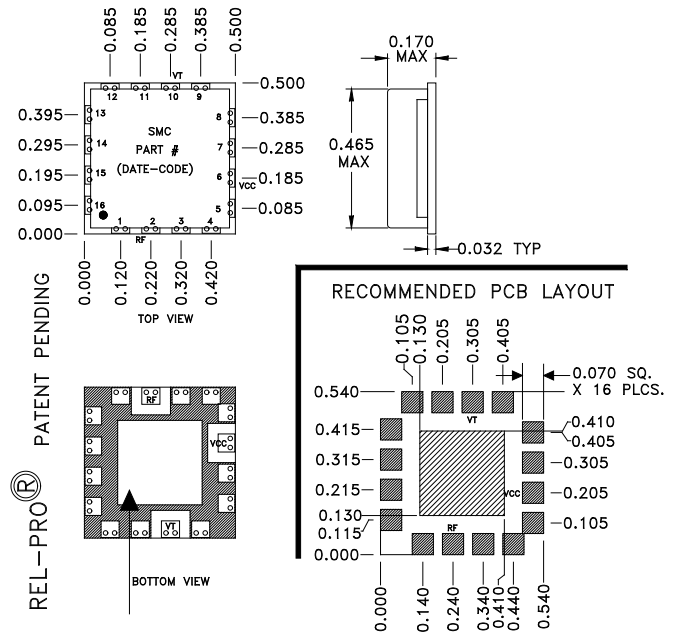 0.085 0.185 0.285 0.385 0.500
VT
12 11 10 9
0.500
0.395 13 8 0.385
SMC
0.295 14 PART # 7 0.285
(DATE-CODE)
0.195 15 6 0.185
VCC
0.095 16 5 0.085
1 2 3 4
0.000
RF
0.000 0.120 0.220 0.320 0.420
TOP VIEW
0.170
MAX
0.465
MAX
0.032 TYP
REL-PRO® PATENT PENDING
RF
VCC
VT
BOTTOM VIEW
RECOMMENDED PCB LAYOUT
0.105 0.130 0.205 0.305 0.405
0.070 SQ.
X 16 PLCS.
0.540
VT
0.415 0.410
0.405
0.315 0.305
0.215 VCC 0.205
0.130
0.115 0.105
RF
0.000
0.000 0.140 0.240 0.340 0.410 0.440 0.540